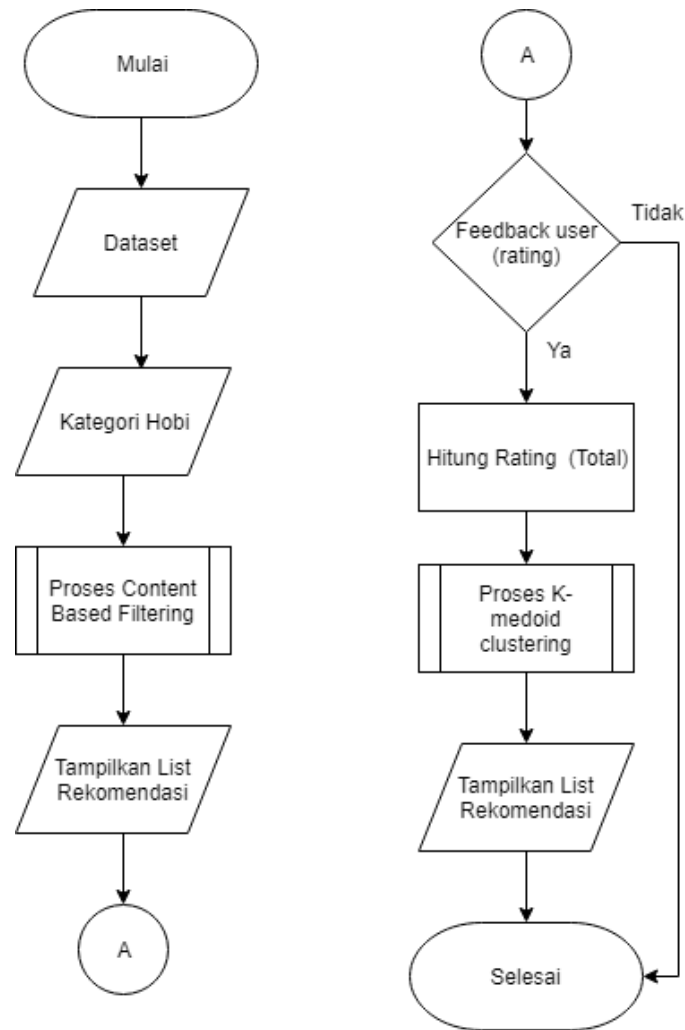 Mulai
Dataset
Kategori Hobi
Proses Content
Based Filtering
Tampilkan List
Rekomendasi
A
A
Feedback user
(rating)
Tidak
Ya
Hitung Rating (Total)
Proses K-
medoid
clustering
Tampilkan List
Rekomendasi
Selesai